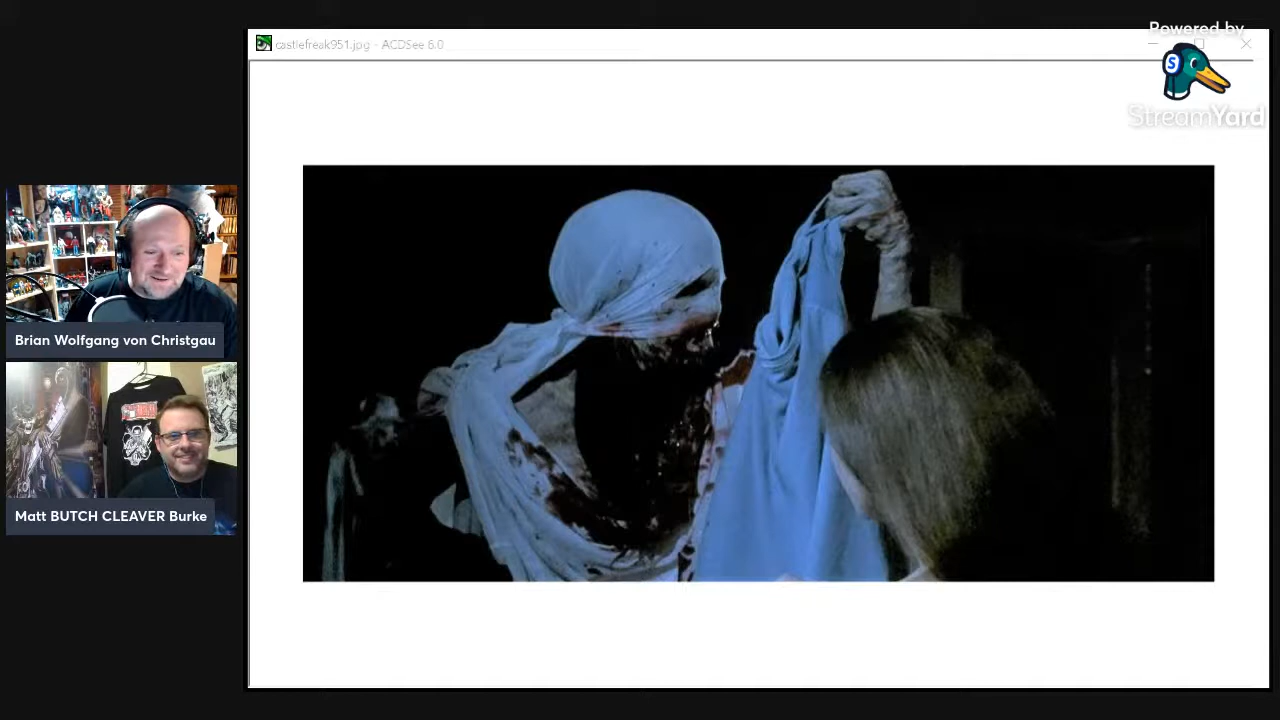 castlefreak951.jpg - ACDSee 6.0
Powered by
S
StreamYard
Brian Wolfgang von Christgau
Matt BUTCH CLEAVER Burke